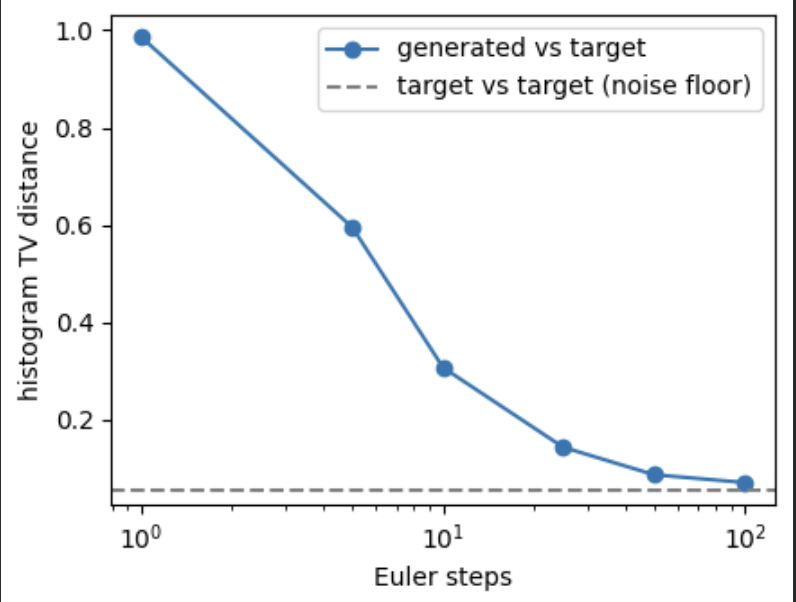 generated vs target
target vs target (noise floor)
histogram TV distance
1.0
0.8
0.6
0.4
0.2
10⁰
10¹
10²
Euler steps